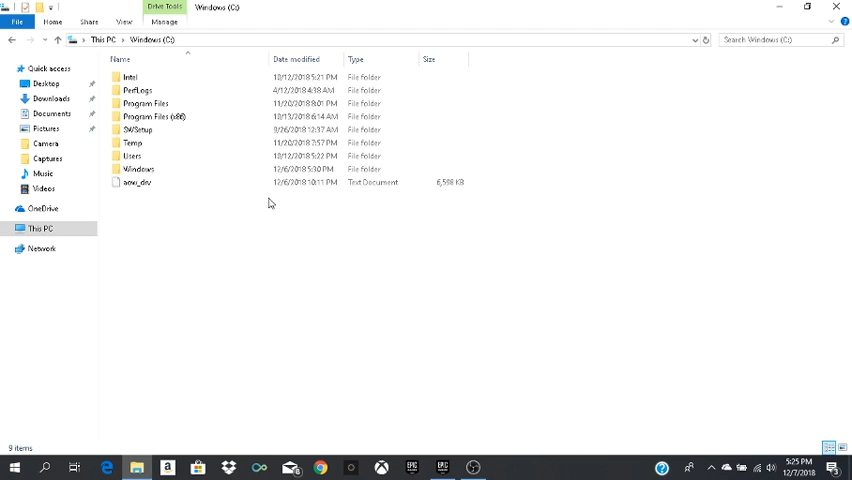 Drive Tools Windows (C:)
File Home Share View Manage
This PC Windows (C:) Search Windows (C:)
Name Date modified Type Size
Quick access
Desktop
Downloads
Documents
Pictures
Camera
Captures
Music
Videos
OneDrive
This PC
Network
Intel 10/12/2018 5:21 PM File folder
PerfLogs 4/12/2018 4:38 AM File folder
Program Files 11/20/2018 8:01 PM File folder
Program Files (x86) 10/13/2018 6:14 AM File folder
SWSetup 9/26/2018 12:37 AM File folder
Temp 11/20/2018 7:57 PM File folder
Users 10/12/2018 5:22 PM File folder
Windows 12/6/2018 5:30 PM File folder
aow_drv 12/6/2018 10:11 PM Text Document 6,598 KB
9 items
a
EPIC
GAMES
EPIC
GAMES
5:25 PM
12/7/2018